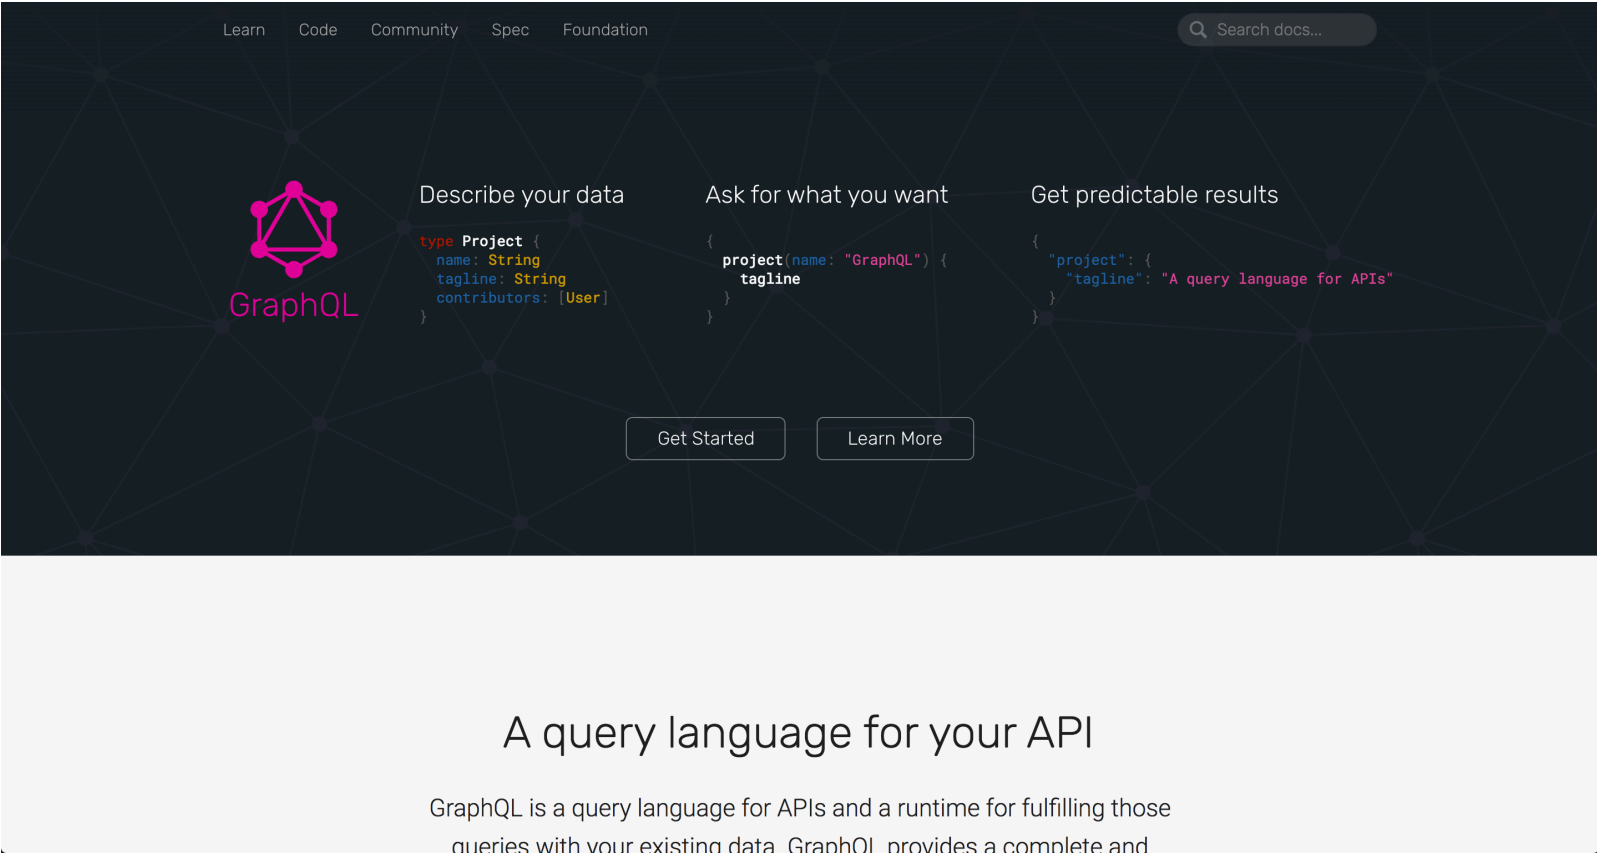 Learn Code Community Spec Foundation Search docs...
GraphQL
Describe your data
type Project {
  name: String
  tagline: String
  contributors: [User]
}
Ask for what you want
{
  project(name: "GraphQL") {
    tagline
  }
}
Get predictable results
{
  "project": {
    "tagline": "A query language for APIs"
  }
}
Get Started Learn More
A query language for your API
GraphQL is a query language for APIs and a runtime for fulfilling those
queries with your existing data. GraphQL provides a complete and